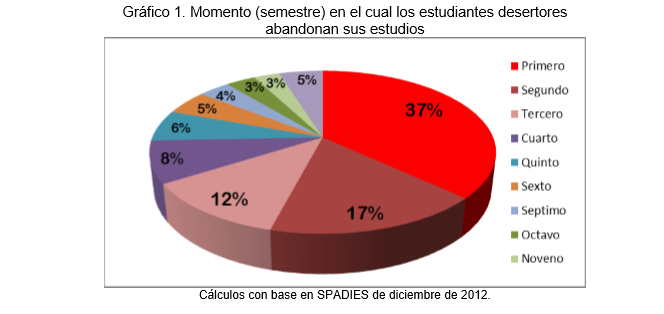 Gráfico 1. Momento (semestre) en el cual los estudiantes desertores
abandonan sus estudios
37%
17%
12%
8%
6%
5%
4%
3%
3%
5%
Primero
Segundo
Tercero
Cuarto
Quinto
Sexto
Septimo
Octavo
Noveno
Cálculos con base en SPADIES de diciembre de 2012.